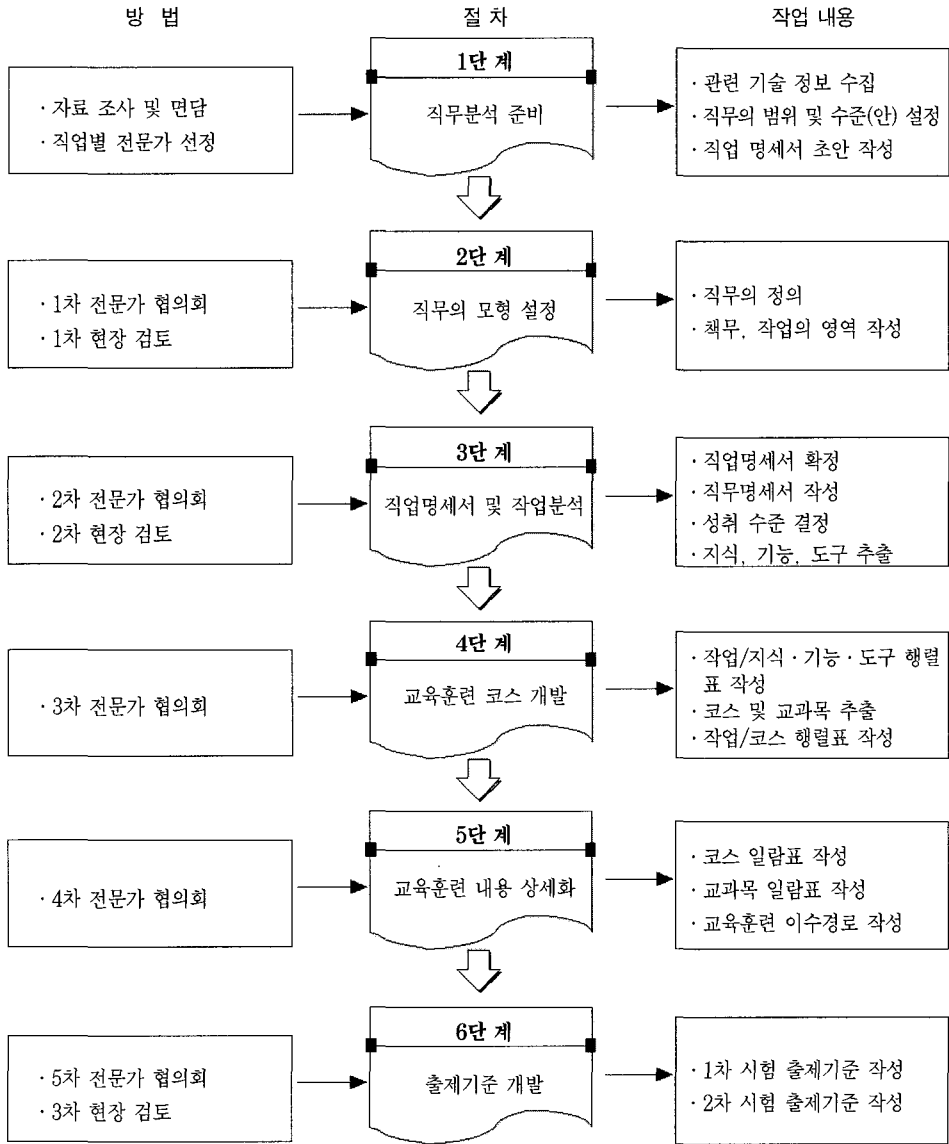 방 법
절 차
작업 내용
· 자료 조사 및 면담
· 직업별 전문가 선정
1단 계
직무분석 준비
· 관련 기술 정보 수집
· 직무의 범위 및 수준(안) 설정
· 직업 명세서 초안 작성
· 1차 전문가 협의회
· 1차 현장 검토
2단 계
직무의 모형 설정
· 직무의 정의
· 책무, 작업의 영역 작성
· 2차 전문가 협의회
· 2차 현장 검토
3단 계
직업명세서 및 작업분석
· 직업명세서 확정
· 직무명세서 작성
· 성취 수준 결정
· 지식, 기능, 도구 추출
· 3차 전문가 협의회
4단 계
교육훈련 코스 개발
· 작업/지식 · 기능 · 도구 행렬
표 작성
· 코스 및 교과목 추출
· 작업/코스 행렬표 작성
· 4차 전문가 협의회
5단 계
교육훈련 내용 상세화
· 코스 일람표 작성
· 교과목 일람표 작성
· 교육훈련 이수경로 작성
· 5차 전문가 협의회
· 3차 현장 검토
6단 계
출제기준 개발
· 1차 시험 출제기준 작성
· 2차 시험 출제기준 작성